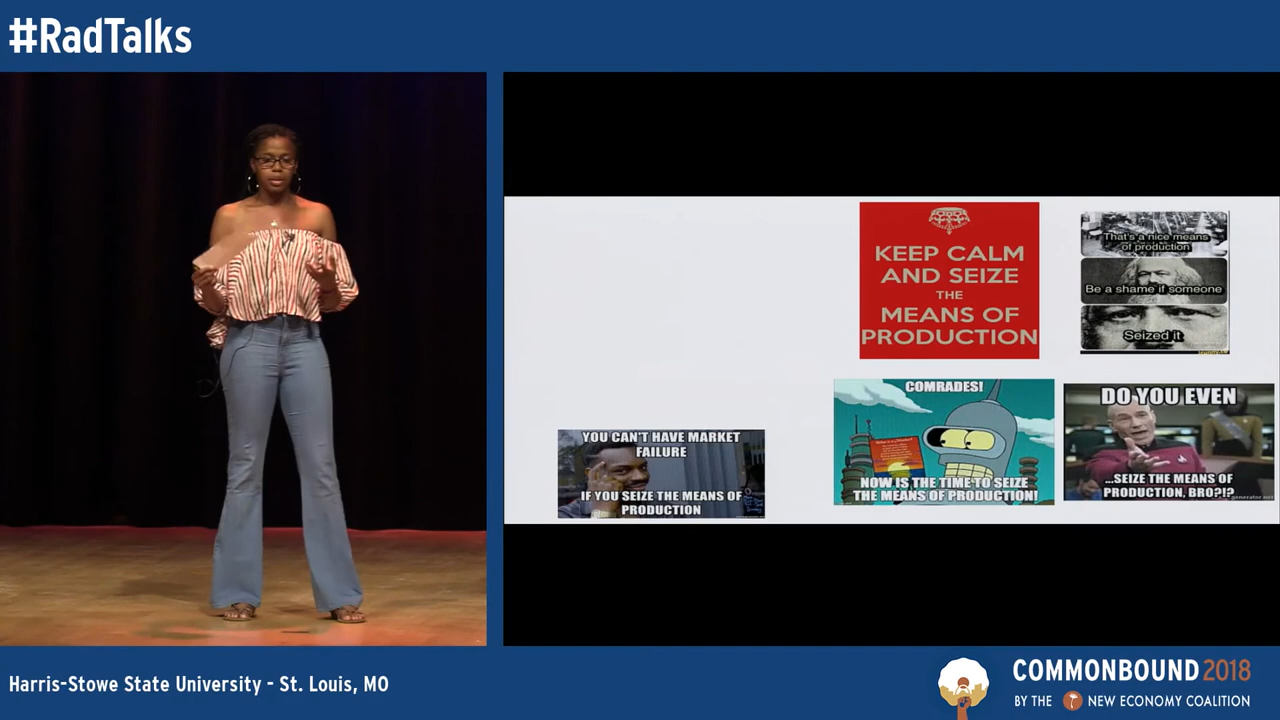 #RadTalks
KEEP CALM
AND SEIZE
THE
MEANS OF
PRODUCTION
That's a nice means
of production
Be a shame if someone
Seized it
YOU CAN'T HAVE MARKET
FAILURE
IF YOU SEIZE THE MEANS OF
PRODUCTION
COMRADES!
NOW IS THE TIME TO SEIZE
THE MEANS OF PRODUCTION!
DO YOU EVEN
...SEIZE THE MEANS OF
PRODUCTION, BRO?!?
Harris-Stowe State University - St. Louis, MO
COMMONBOUND 2018
BY THE NEW ECONOMY COALITION